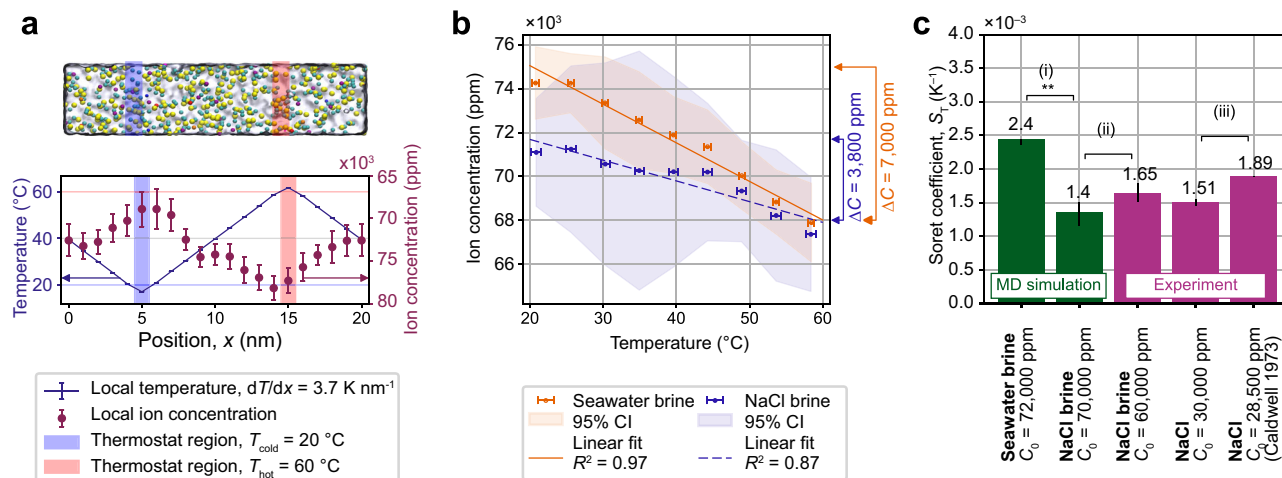 a
Temperature (°C)
60
40
20
×10³
65
70
75
80
Ion concentration (ppm)
0
5
10
15
20
Position, x (nm)
Local temperature, dT/dx = 3.7 K nm⁻¹
Local ion concentration
Thermostat region, T_cold = 20 °C
Thermostat region, T_hot = 60 °C
b
×10³
Ion concentration (ppm)
76
74
72
70
68
66
20
30
40
50
60
Temperature (°C)
ΔC = 3,800 ppm
ΔC = 7,000 ppm
Seawater brine
95% CI
Linear fit
R² = 0.97
NaCl brine
95% CI
Linear fit
R² = 0.87
c
×10⁻³
Soret coefficient, S_T (K⁻¹)
4.0
3.5
3.0
2.5
2.0
1.5
1.0
0.5
0.0
(i)
**
(ii)
(iii)
2.4
1.4
1.65
1.51
1.89
MD simulation
Experiment
Seawater brine
C₀ = 72,000 ppm
NaCl brine
C₀ = 70,000 ppm
NaCl brine
C₀ = 60,000 ppm
NaCl
C₀ = 30,000 ppm
NaCl
C₀ = 28,500 ppm
(Caldwell 1973)